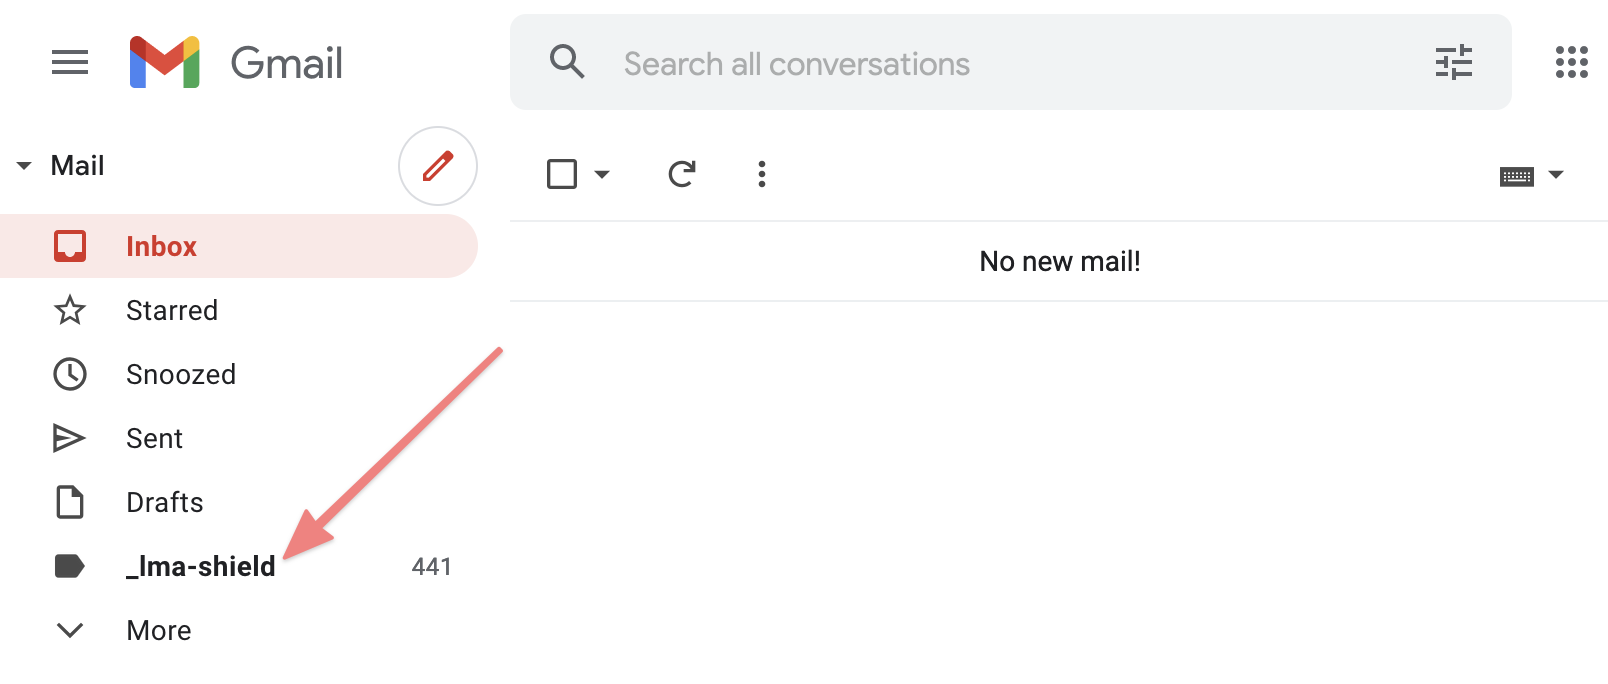 Gmail
Search all conversations
Mail
Inbox
No new mail!
Starred
Snoozed
Sent
Drafts
_lma-shield 441
More